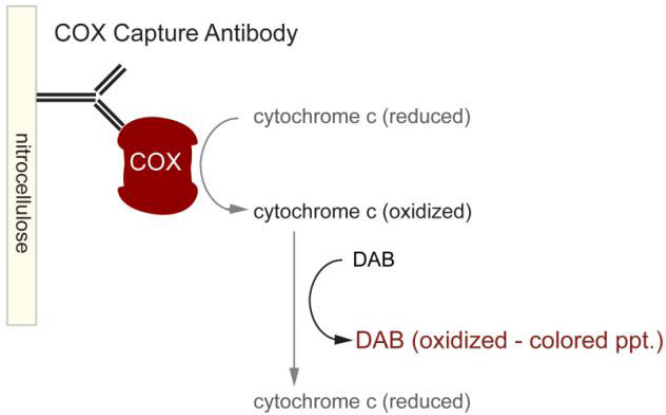 COX Capture Antibody
nitrocellulose
COX
cytochrome c (reduced)
cytochrome c (oxidized)
DAB
DAB (oxidized - colored ppt.)
cytochrome c (reduced)